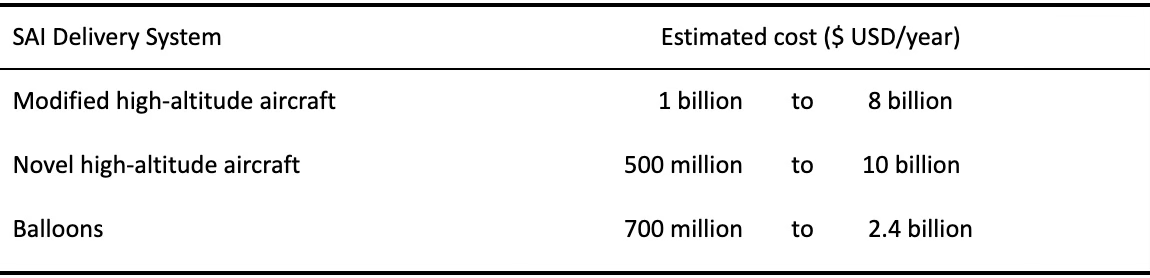 SAI Delivery System Estimated cost ($ USD/year)
Modified high-altitude aircraft 1 billion to 8 billion
Novel high-altitude aircraft 500 million to 10 billion
Balloons 700 million to 2.4 billion